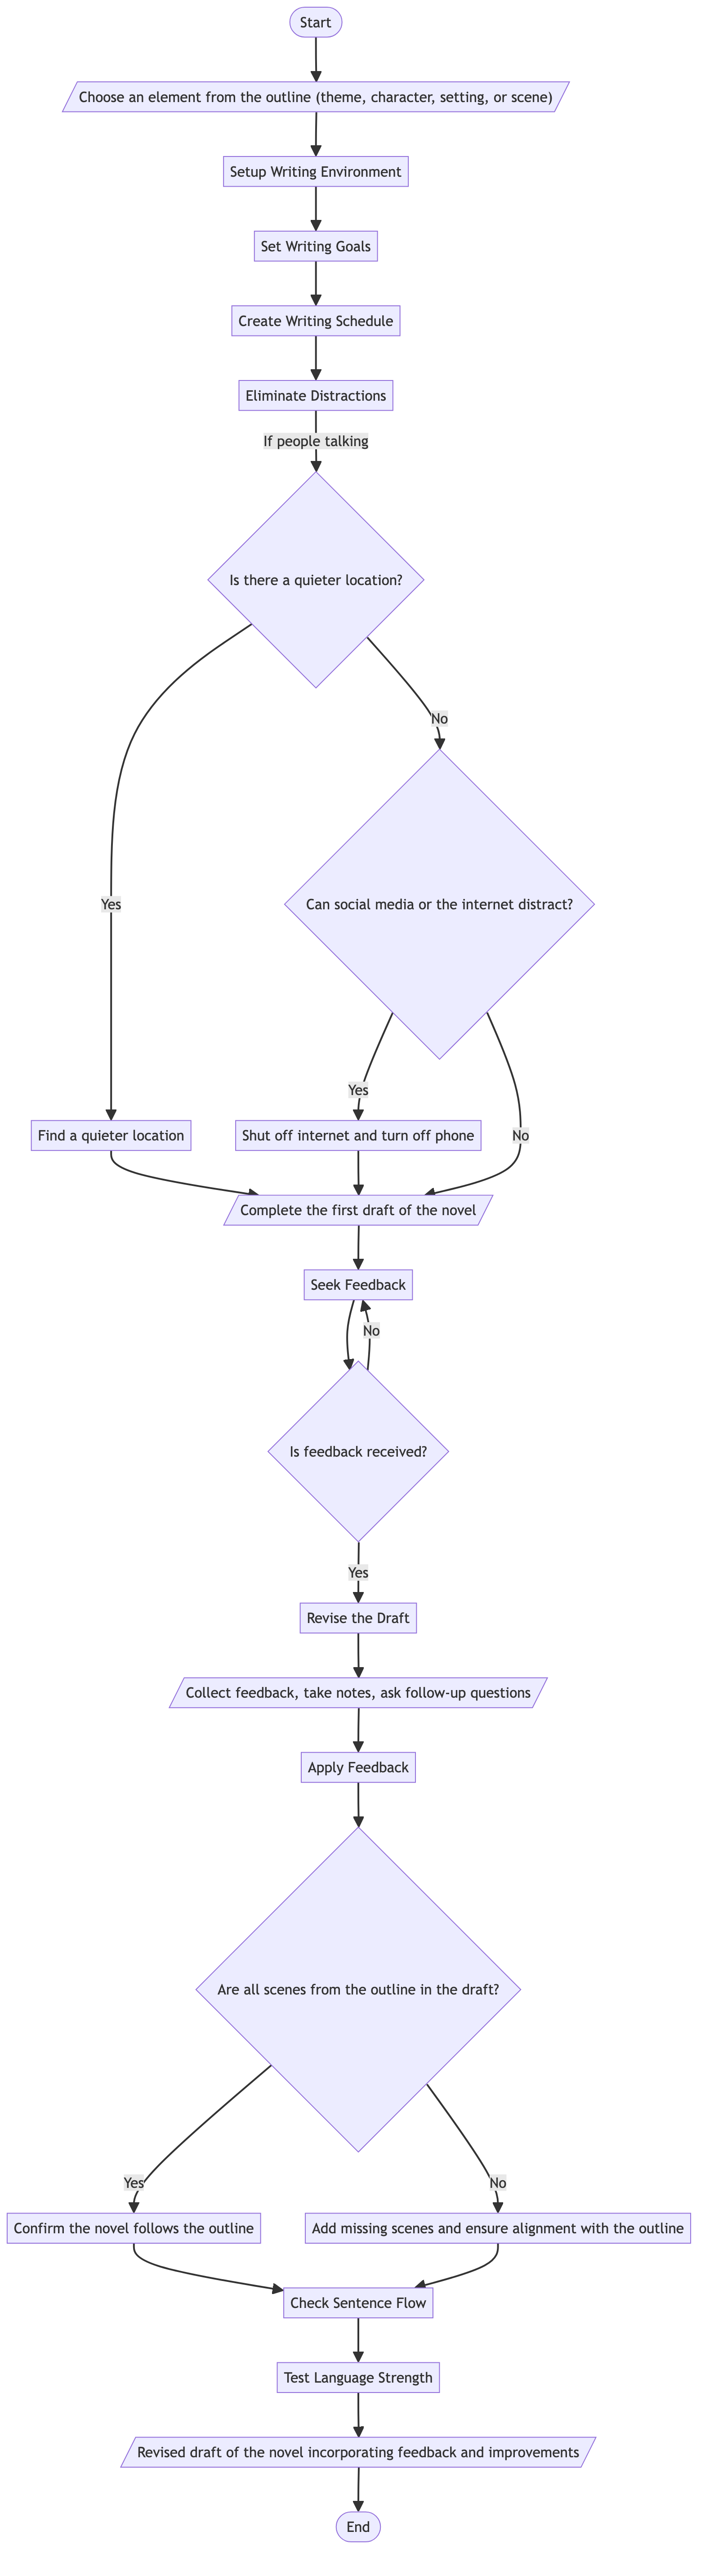 Start
Choose an element from the outline (theme, character, setting, or scene)
Setup Writing Environment
Set Writing Goals
Create Writing Schedule
Eliminate Distractions
If people talking
Is there a quieter location?
No
Can social media or the internet distract?
Yes
Yes
Find a quieter location
Shut off internet and turn off phone
No
Complete the first draft of the novel
Seek Feedback
No
Is feedback received?
Yes
Revise the Draft
Collect feedback, take notes, ask follow-up questions
Apply Feedback
Are all scenes from the outline in the draft?
Yes
No
Confirm the novel follows the outline
Add missing scenes and ensure alignment with the outline
Check Sentence Flow
Test Language Strength
Revised draft of the novel incorporating feedback and improvements
End